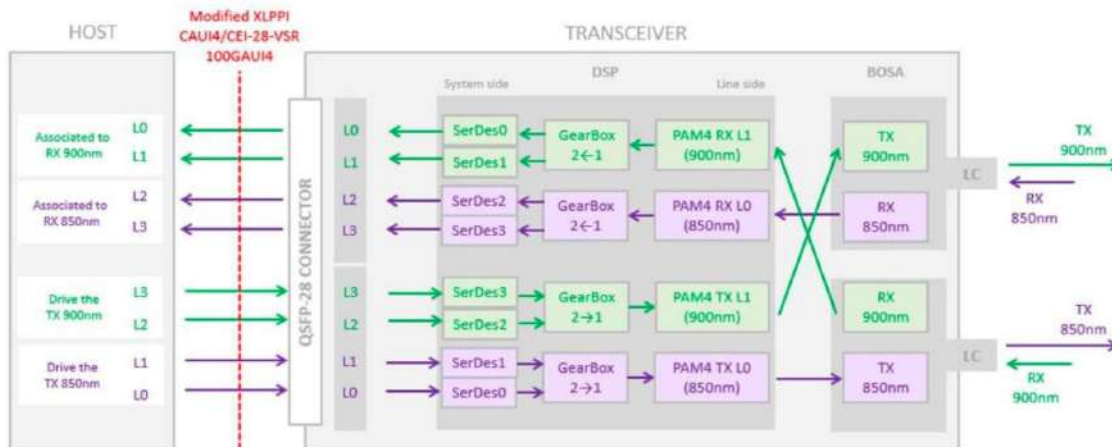 HOST
Modified XLPPI
CAUI4/CEI-28-VSR
100GAUI4
TRANSCEIVER
DSP
BOSA
System side
Line side
Associated to
RX 900nm
L0
L1
Associated to
RX 850nm
L2
L3
Drive the
TX 900nm
L3
L2
Drive the
TX 850nm
L1
L0
QSFP-28 CONNECTOR
L0
L1
L2
L3
L3
L2
L1
L0
SerDes0
SerDes1
SerDes2
SerDes3
SerDes3
SerDes2
SerDes1
SerDes0
GearBox
2←1
GearBox
2←1
GearBox
2→1
GearBox
2→1
PAM4 RX L1
(900nm)
PAM4 RX L0
(850nm)
PAM4 TX L1
(900nm)
PAM4 TX L0
(850nm)
TX
900nm
RX
850nm
RX
900nm
TX
850nm
LC
LC
TX
900nm
RX
850nm
TX
850nm
RX
900nm